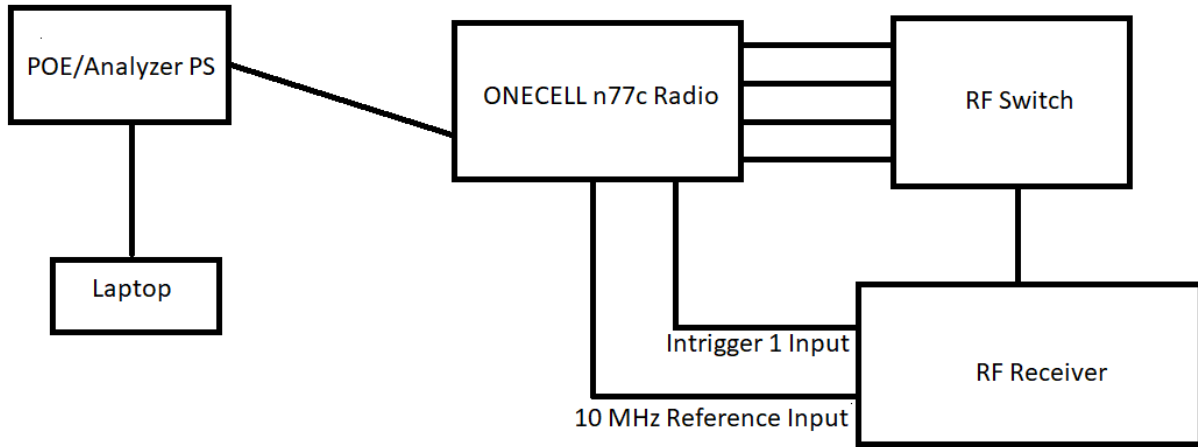 POE/Analyzer PS
ONECELL n77c Radio
RF Switch
Laptop
Intrigger 1 Input
RF Receiver
10 MHz Reference Input